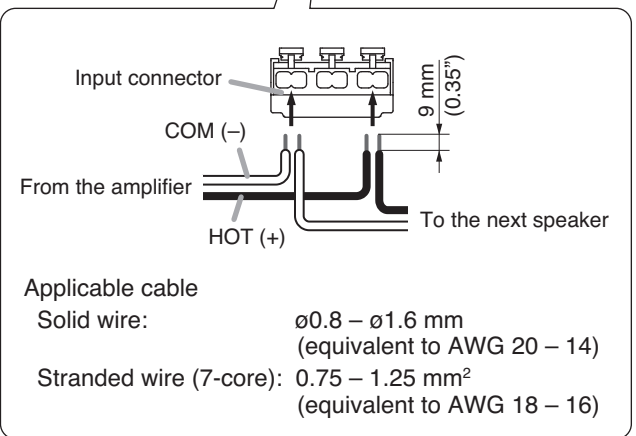 Input connector
9 mm
(0.35”)
COM (–)
From the amplifier
HOT (+)
To the next speaker
Applicable cable
Solid wire: ø0.8 – ø1.6 mm
(equivalent to AWG 20 – 14)
Stranded wire (7-core): 0.75 – 1.25 mm²
(equivalent to AWG 18 – 16)